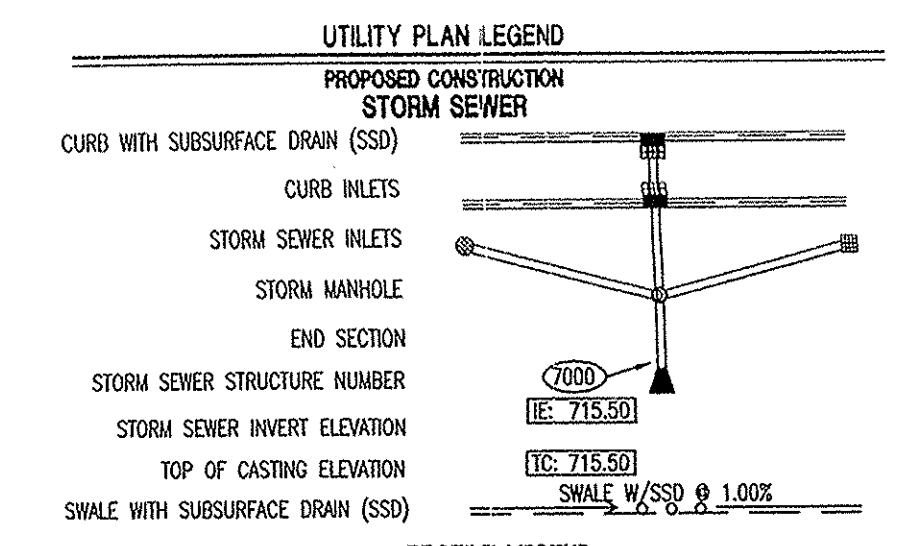 UTILITY PLAN LEGEND
PROPOSED CONSTRUCTION
STORM SEWER
CURB WITH SUBSURFACE DRAIN (SSD)
CURB INLETS
STORM SEWER INLETS
STORM MANHOLE
END SECTION
STORM SEWER STRUCTURE NUMBER
7000
IE: 715.50
STORM SEWER INVERT ELEVATION
TOP OF CASTING ELEVATION
TC: 715.50
SWALE WITH SUBSURFACE DRAIN (SSD)
SWALE W/SSD @ 1.00%